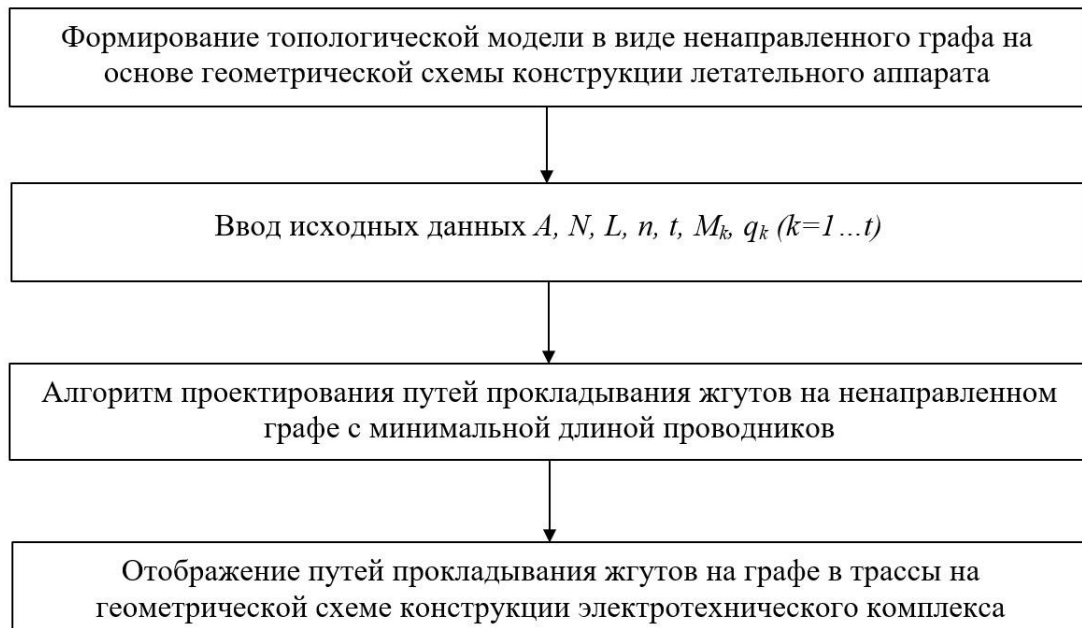 Формирование топологической модели в виде ненаправленного графа на
основе геометрической схемы конструкции летательного аппарата
Ввод исходных данных A, N, L, n, t, Mₖ, qₖ (k=1…t)
Алгоритм проектирования путей прокладывания жгутов на ненаправленном
графе с минимальной длиной проводников
Отображение путей прокладывания жгутов на графе в трассы на
геометрической схеме конструкции электротехнического комплекса